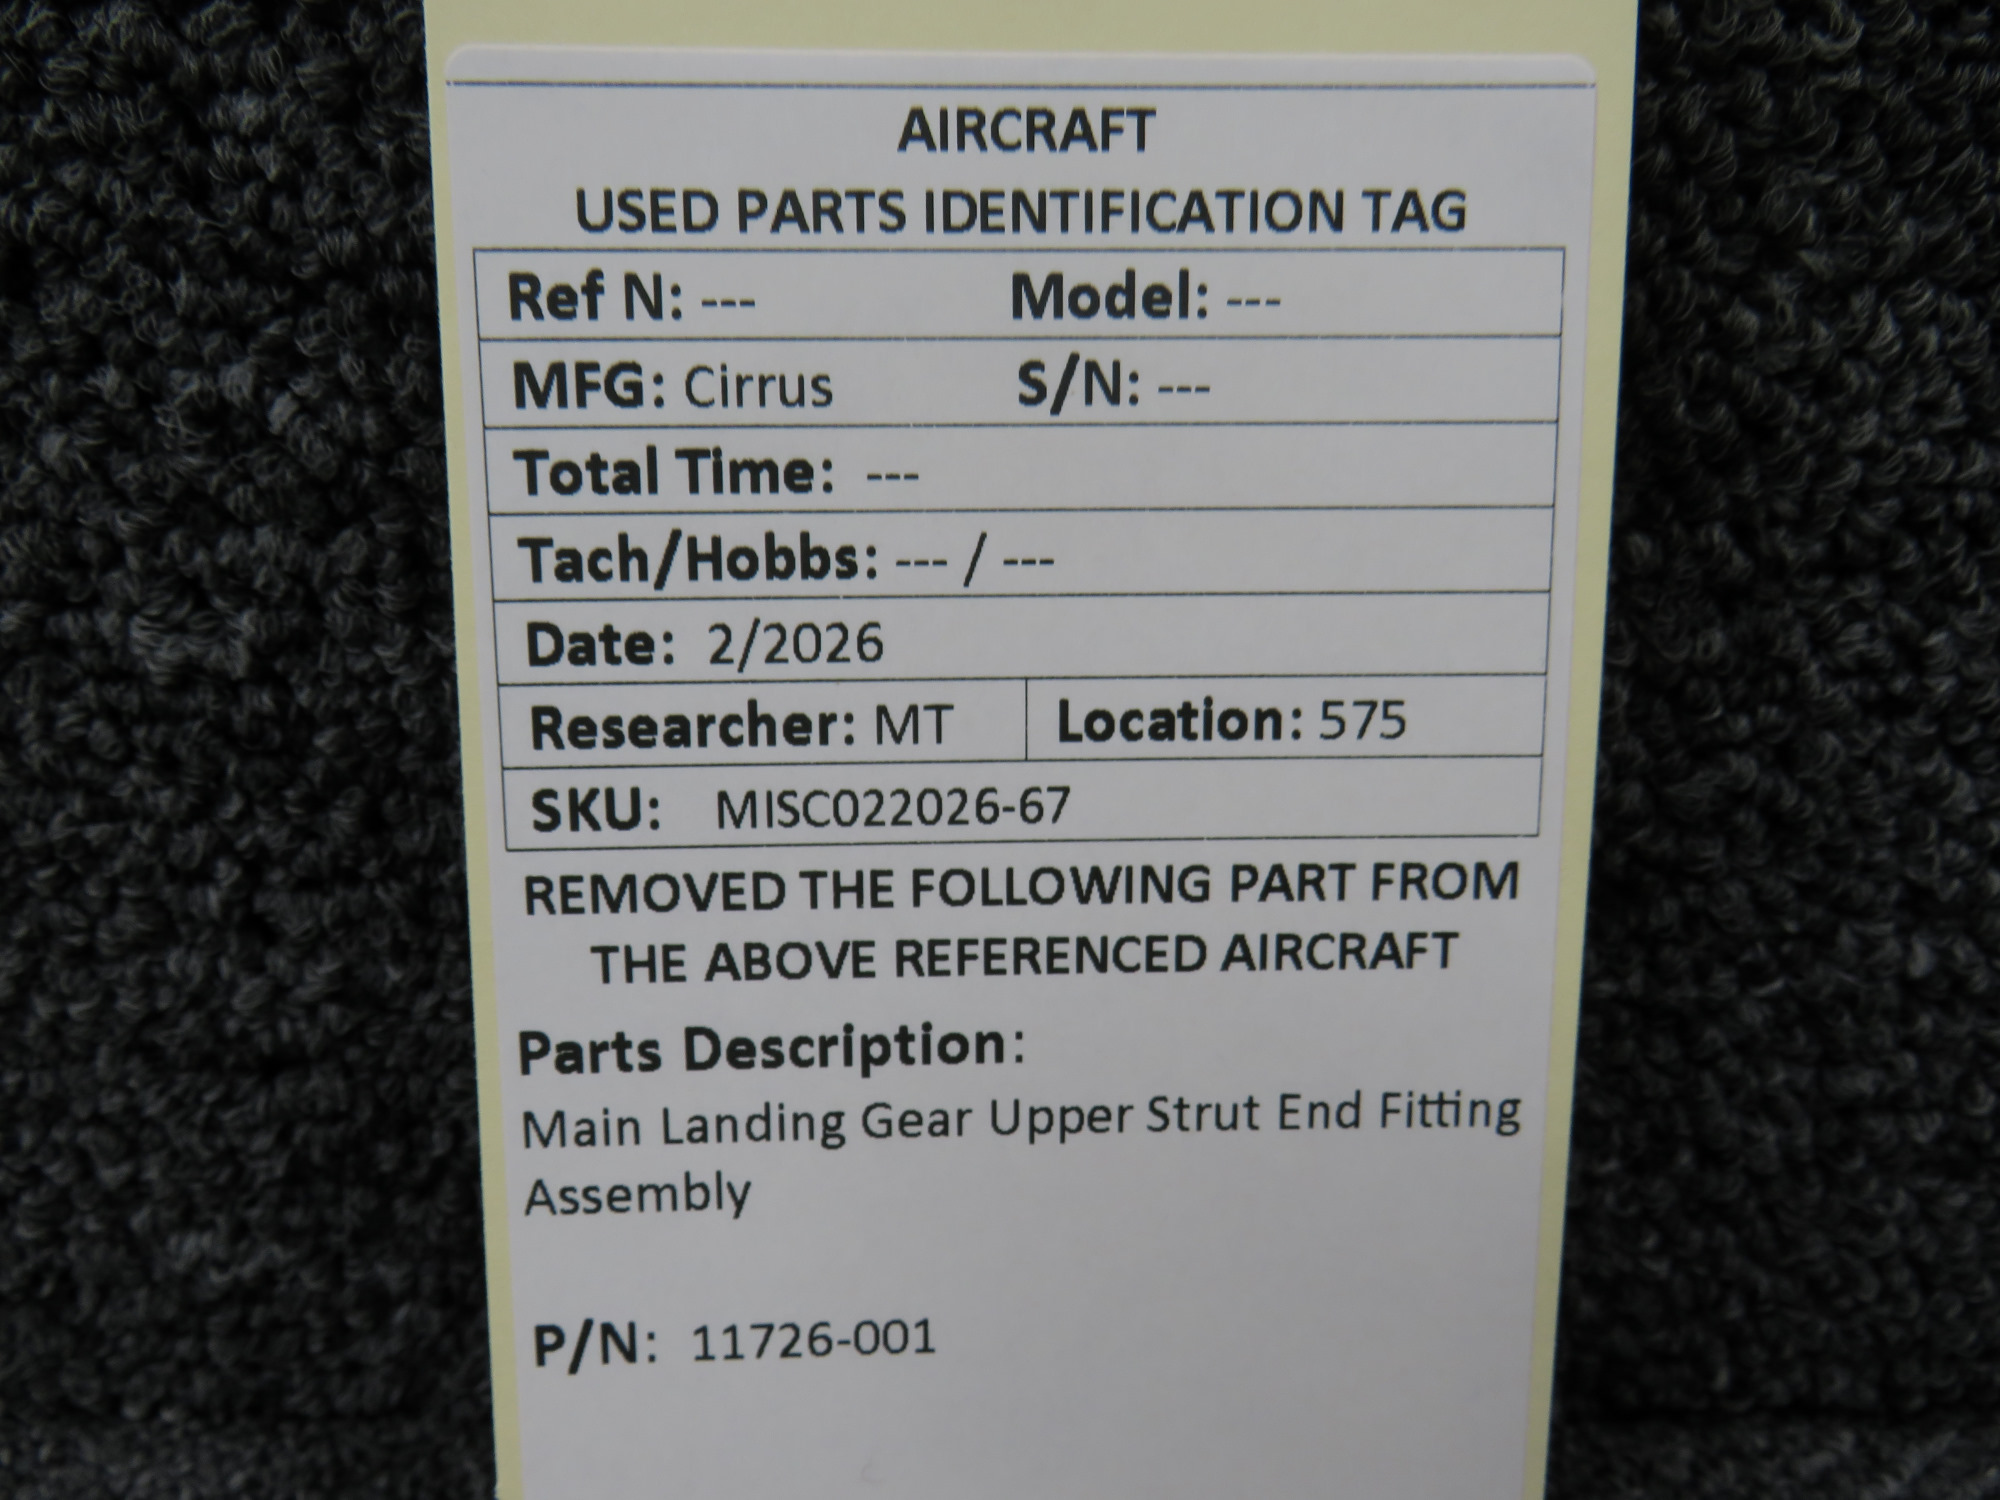 AIRCRAFT
USED PARTS IDENTIFICATION TAG
Ref N: --- Model: ---
MFG: Cirrus S/N: ---
Total Time: ---
Tach/Hobbs: --- / ---
Date: 2/2026
Researcher: MT Location: 575
SKU: MISC022026-67
REMOVED THE FOLLOWING PART FROM
THE ABOVE REFERENCED AIRCRAFT
Parts Description:
Main Landing Gear Upper Strut End Fitting
Assembly
P/N: 11726-001